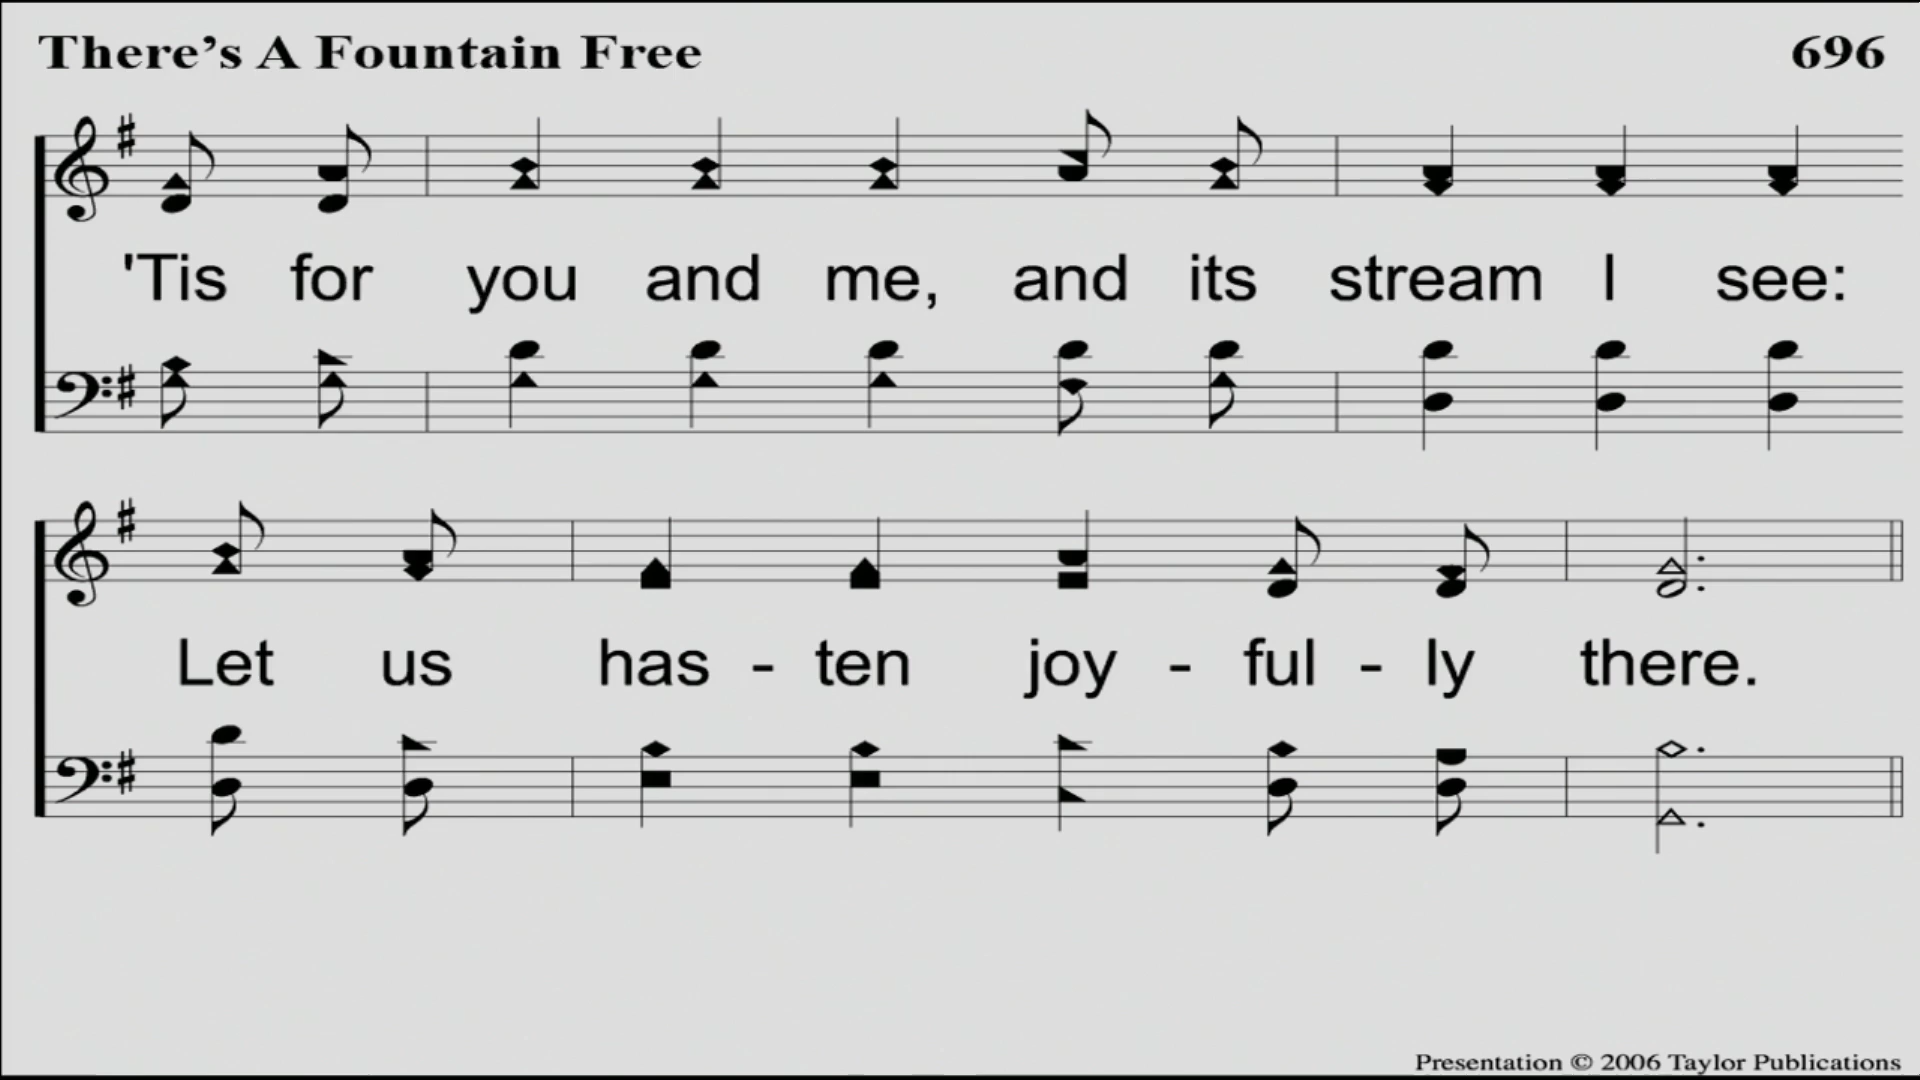 There's A Fountain Free 696
'Tis for you and me, and its stream I see:
Let us has - ten joy - ful - ly there.
Presentation © 2006 Taylor Publications